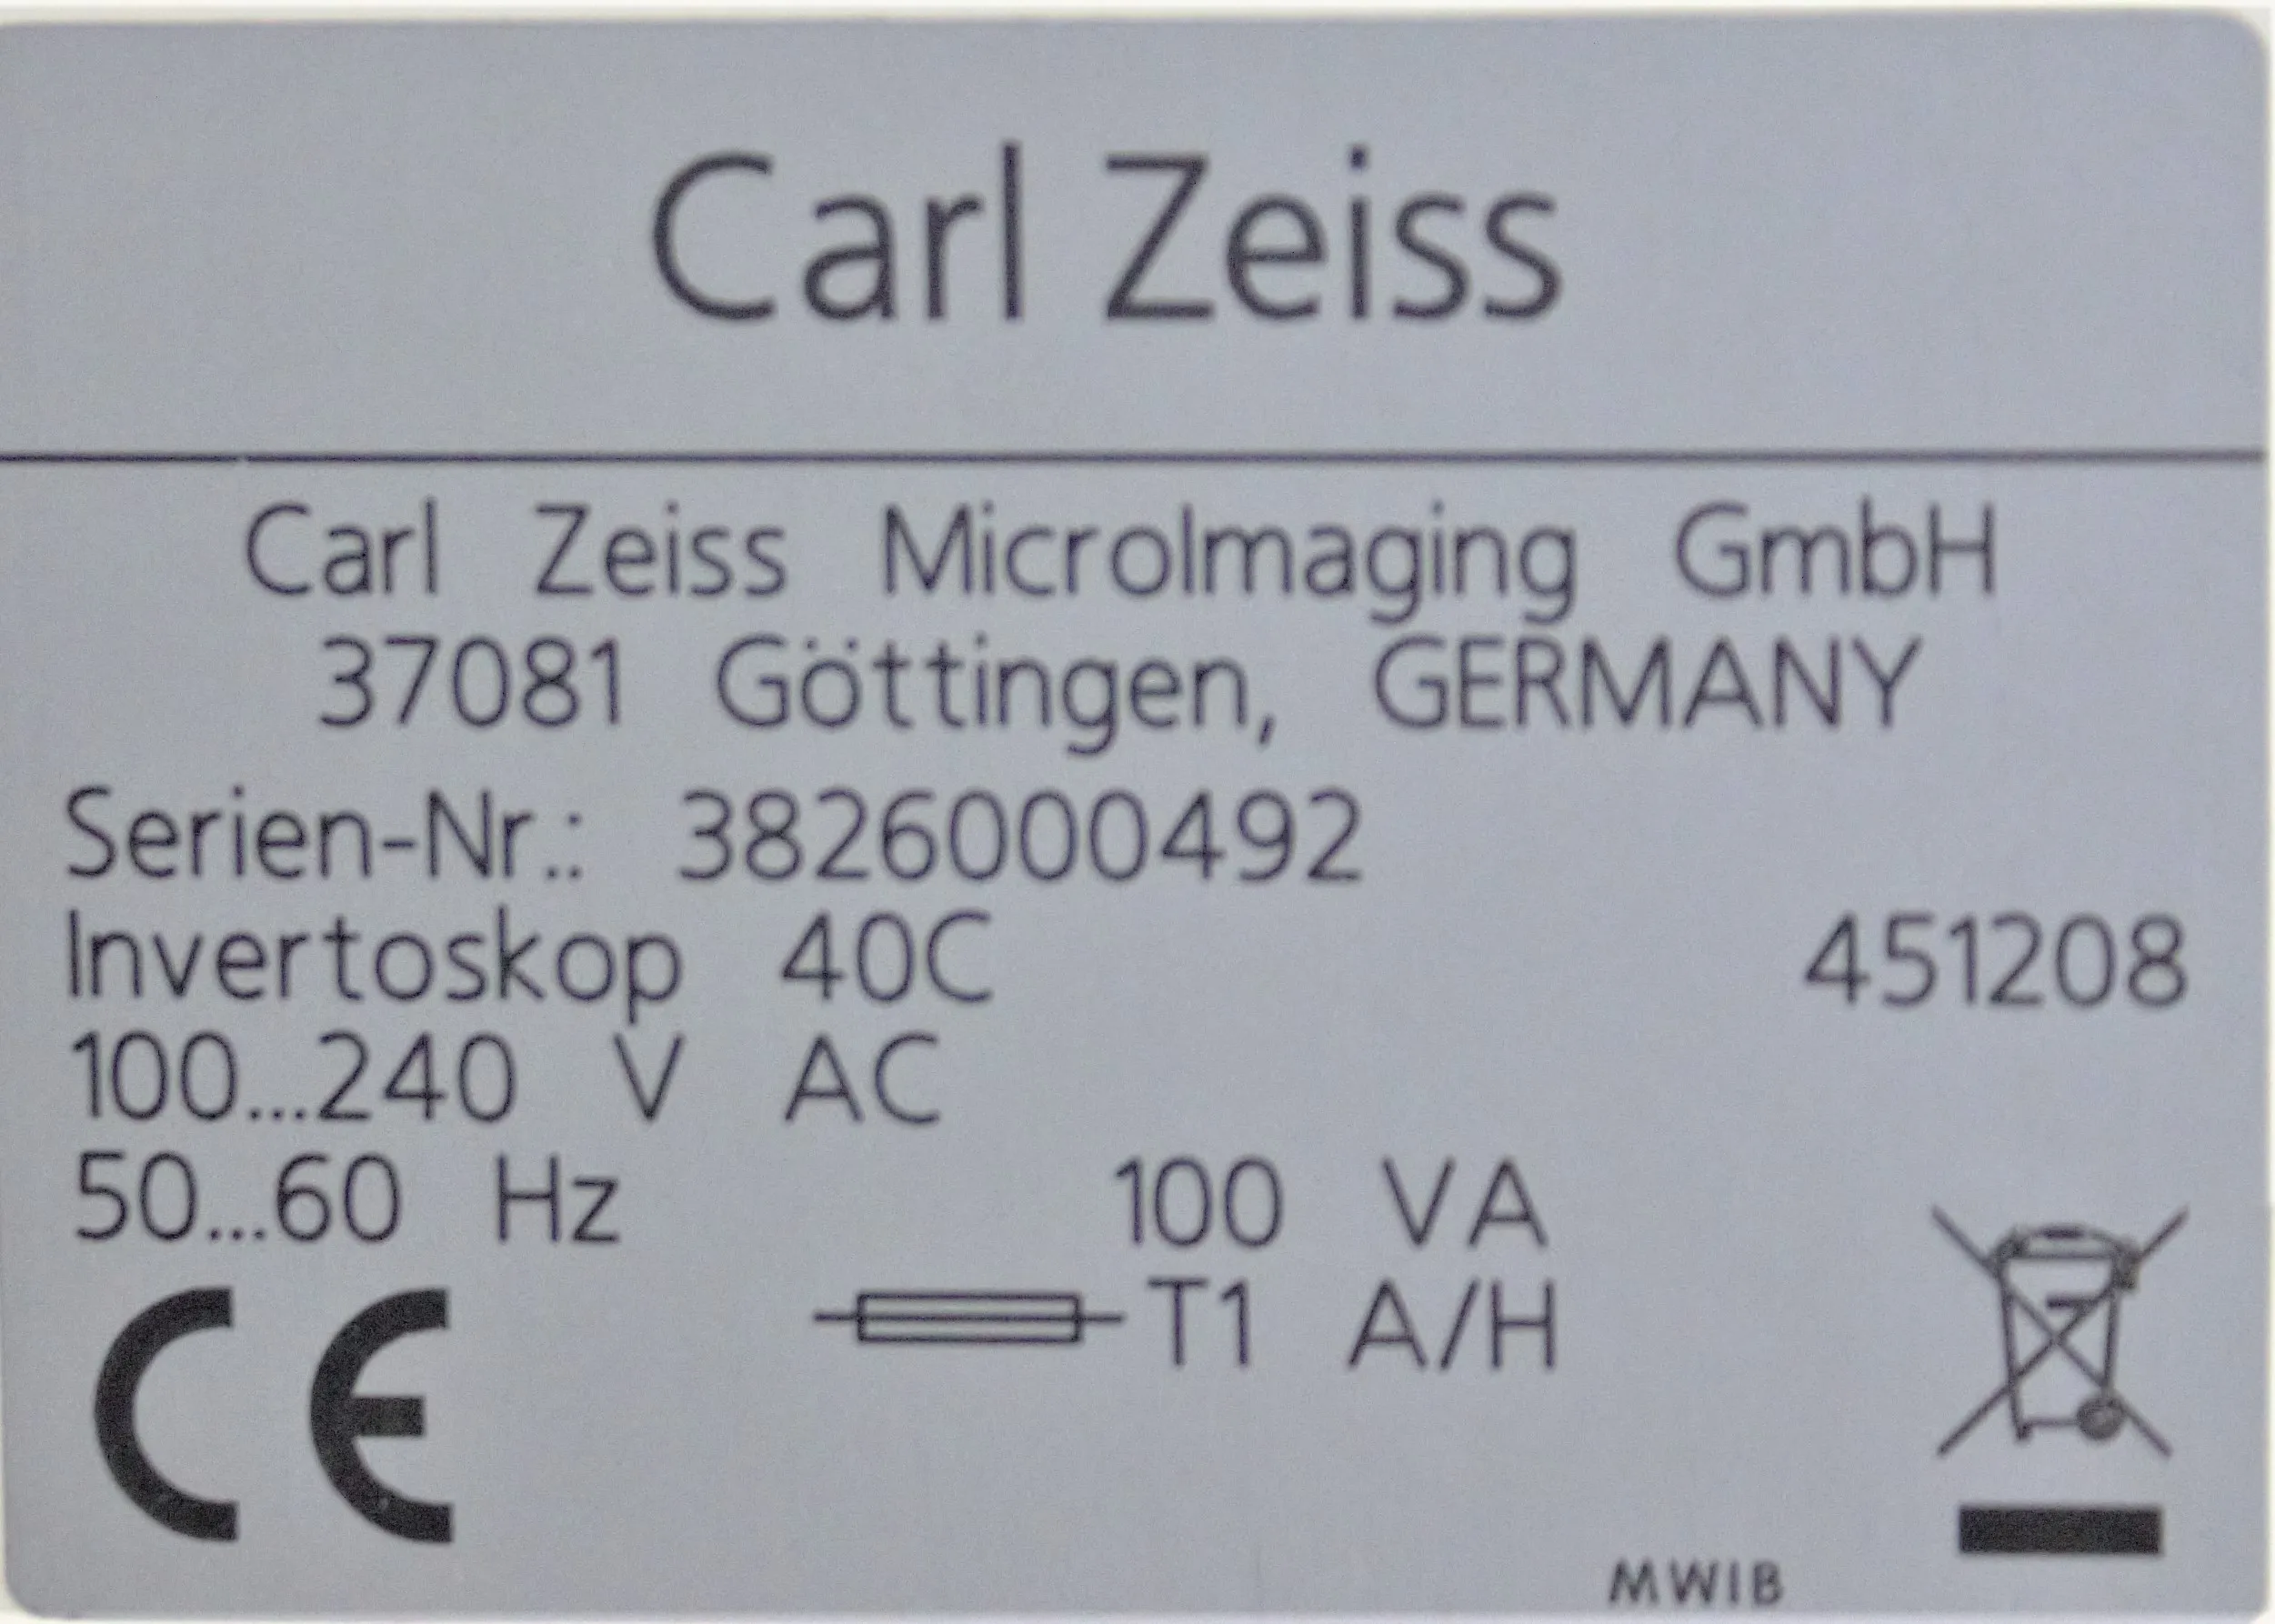 Carl Zeiss
Carl Zeiss MicroImaging GmbH
37081 Göttingen, GERMANY
Serien-Nr.: 3826000492
Invertoskop 40C 451208
100...240 V AC
50...60 Hz 100 VA
T1 A/H
CE
MWIB